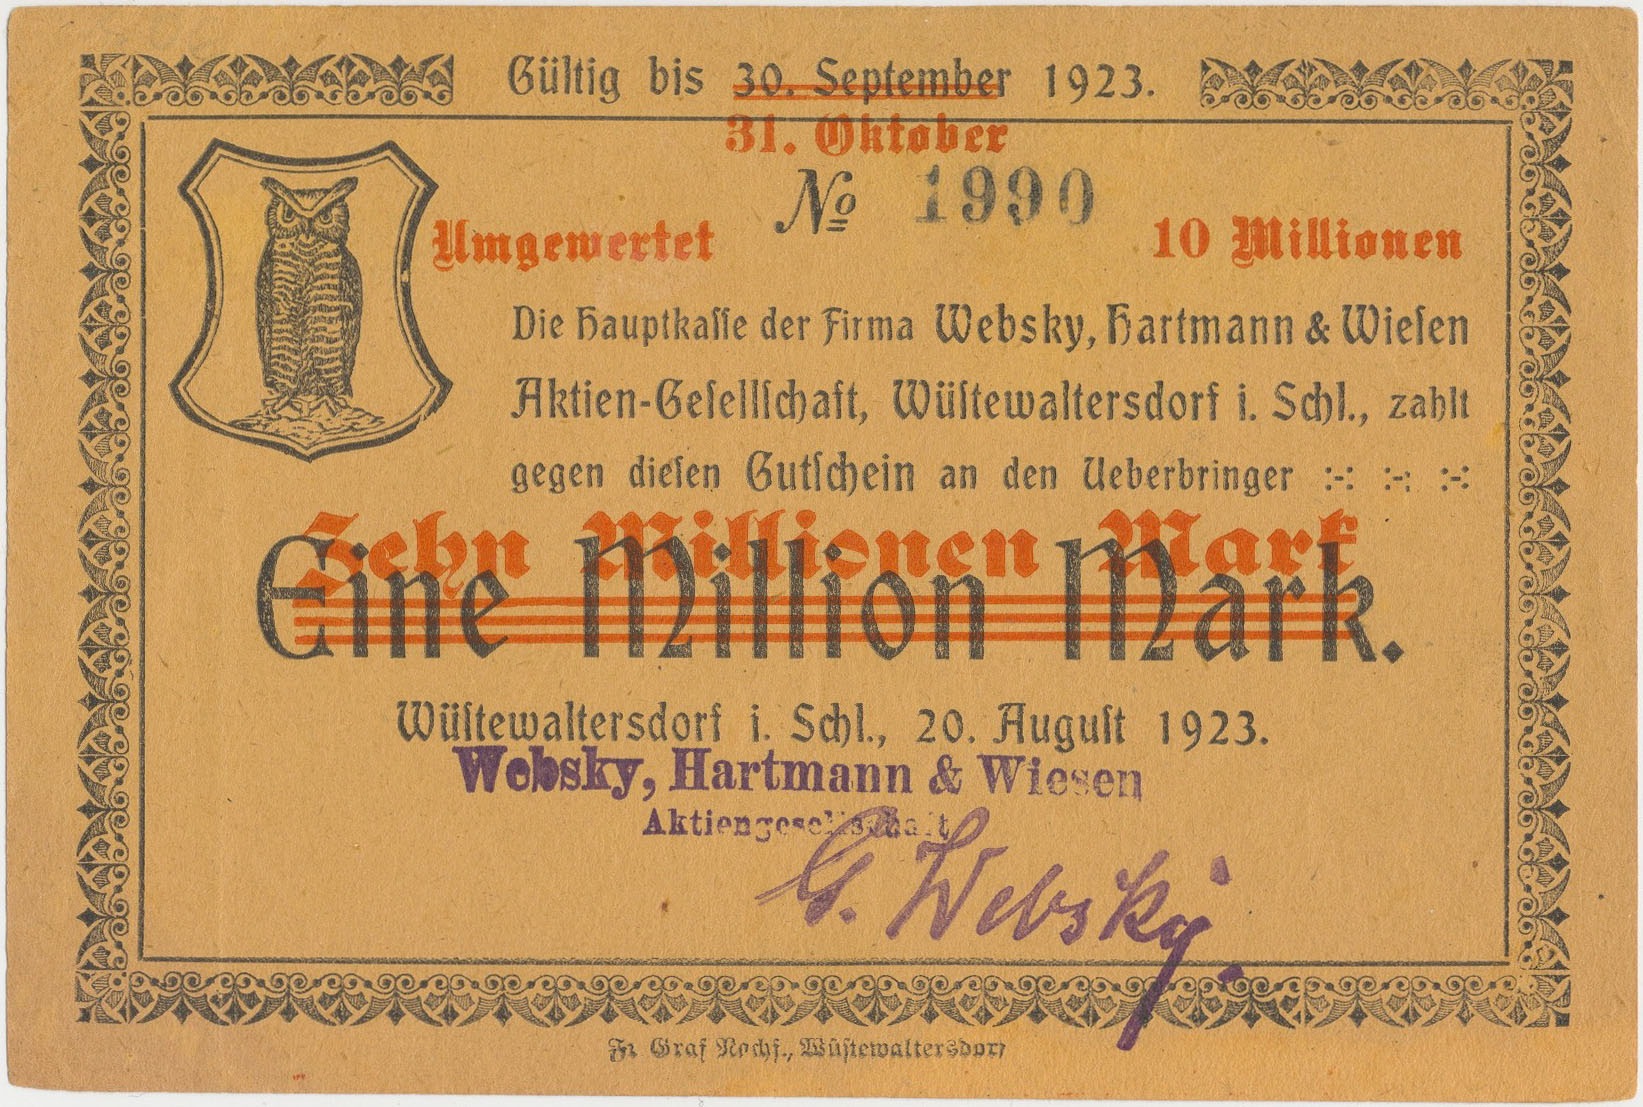 Gültig bis 30. September 1923.
31. Oktober
No 1990
Umgewertet 10 Millionen
Die Hauptkaſſe der Firma Websky, Hartmann & Wieſen
Aktien-Geſellſchaft, Wüſtewaltersdorf i. Schl., zahlt
gegen dieſen Gutſchein an den Ueberbringer :-: :-: :-:
Zehn Millionen Mark
Eine Million Mark.
Wüſtewaltersdorf i. Schl., 20. Auguſt 1923.
Websky, Hartmann & Wiesen
Aktiengesellschaft
G. Websky.
Fr Graf Nachf., Wüſtewaltersdorf